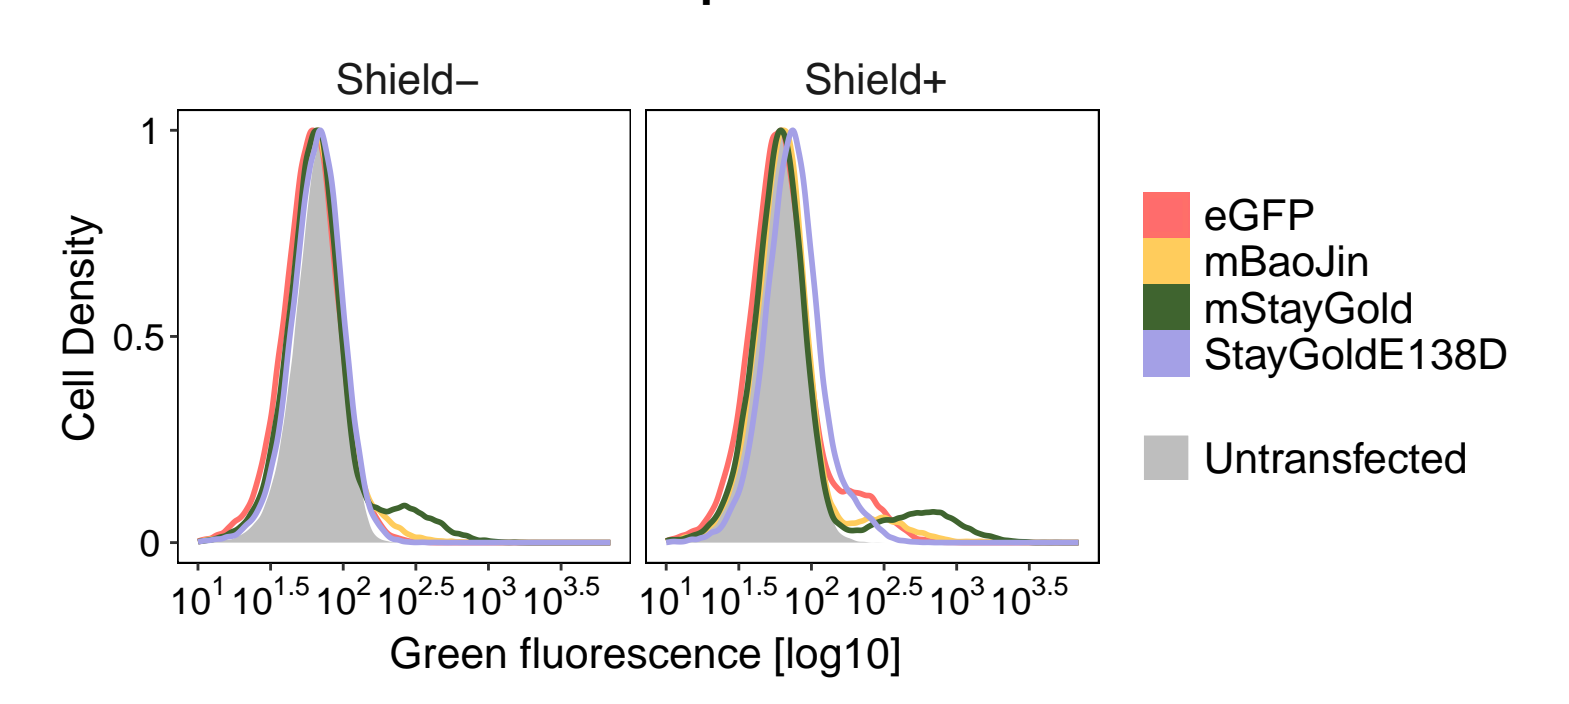 Shield−
Shield+
1
0.5
0
Cell Density
10^1 10^1.5 10^2 10^2.5 10^3 10^3.5
10^1 10^1.5 10^2 10^2.5 10^3 10^3.5
Green fluorescence [log10]
eGFP
mBaoJin
mStayGold
StayGoldE138D
Untransfected